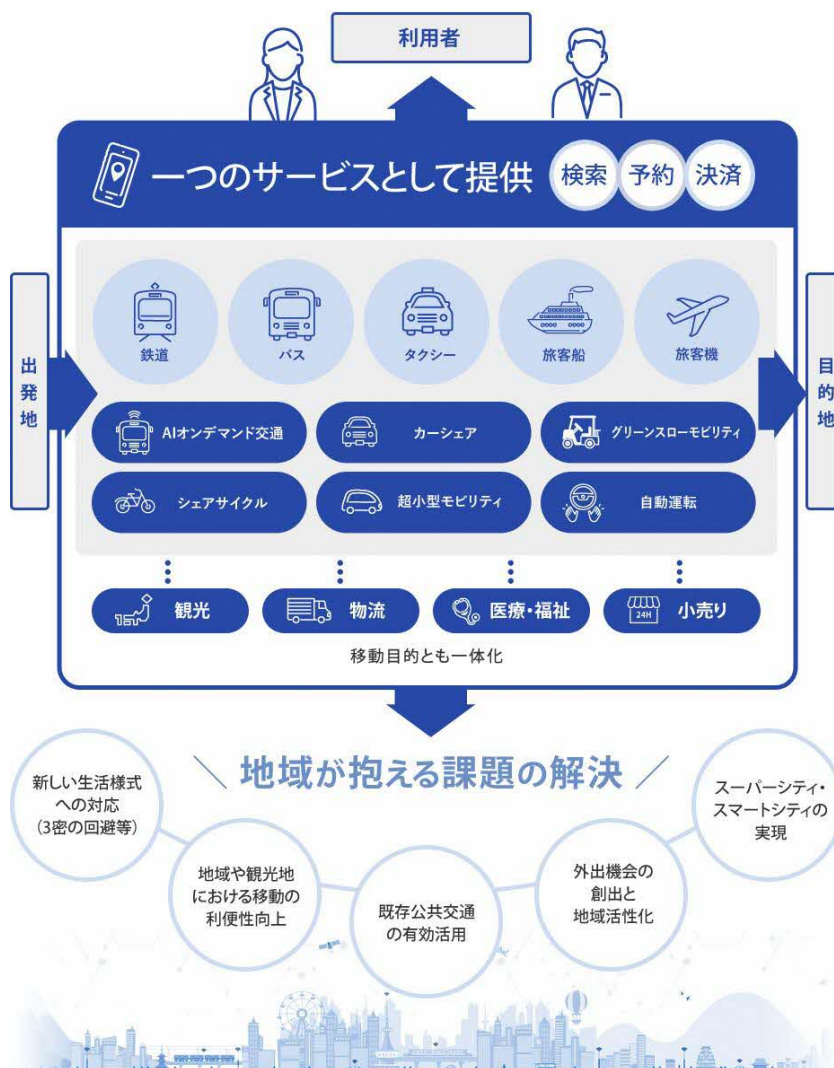 利用者
一つのサービスとして提供 検索 予約 決済
出発地
目的地
鉄道 バス タクシー 旅客船 旅客機
AIオンデマンド交通 カーシェア グリーンスローモビリティ
シェアサイクル 超小型モビリティ 自動運転
観光 物流 医療・福祉 24H 小売り
移動目的とも一体化
地域が抱える課題の解決
新しい生活様式
への対応
(3密の回避等)
地域や観光地
における移動の
利便性向上
既存公共交通
の有効活用
外出機会の
創出と
地域活性化
スーパーシティ・
スマートシティの
実現